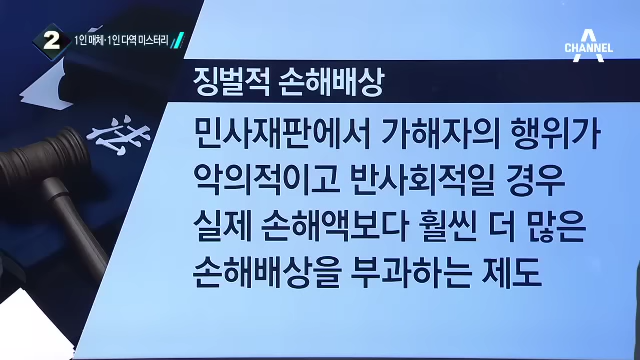 2 1인 매체·1인 다역 미스터리
CHANNEL A
징벌적 손해배상
法
민사재판에서 가해자의 행위가
악의적이고 반사회적일 경우
실제 손해액보다 훨씬 더 많은
손해배상을 부과하는 제도